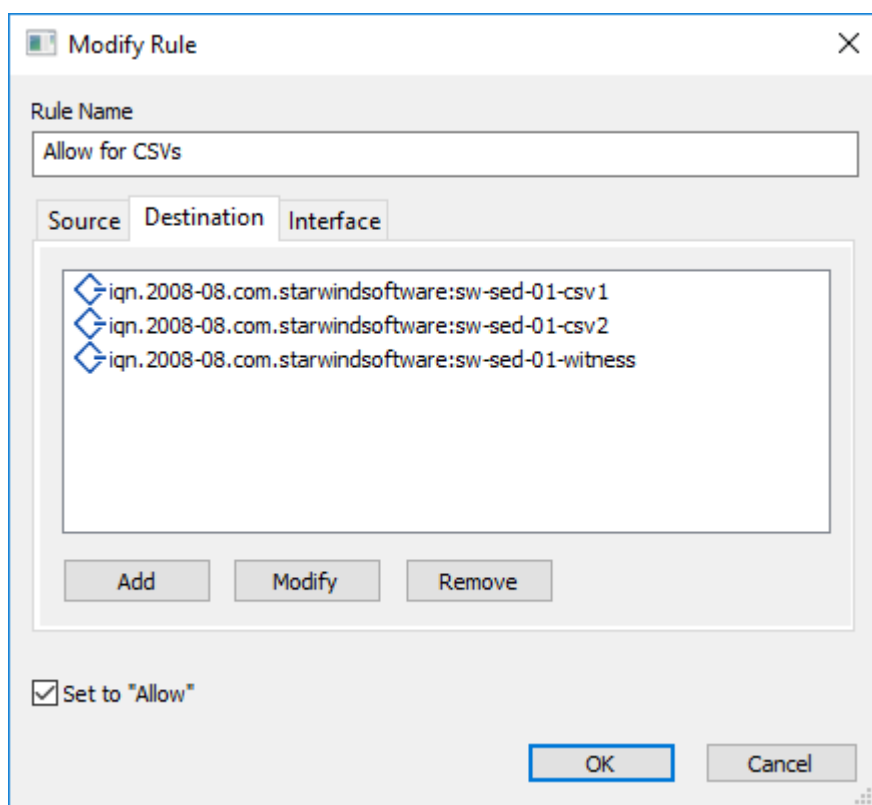 Modify Rule
Rule Name
Allow for CSVs
Source Destination Interface
iqn.2008-08.com.starwindsoftware:sw-sed-01-csv1
iqn.2008-08.com.starwindsoftware:sw-sed-01-csv2
iqn.2008-08.com.starwindsoftware:sw-sed-01-witness
Add Modify Remove
Set to "Allow"
OK Cancel